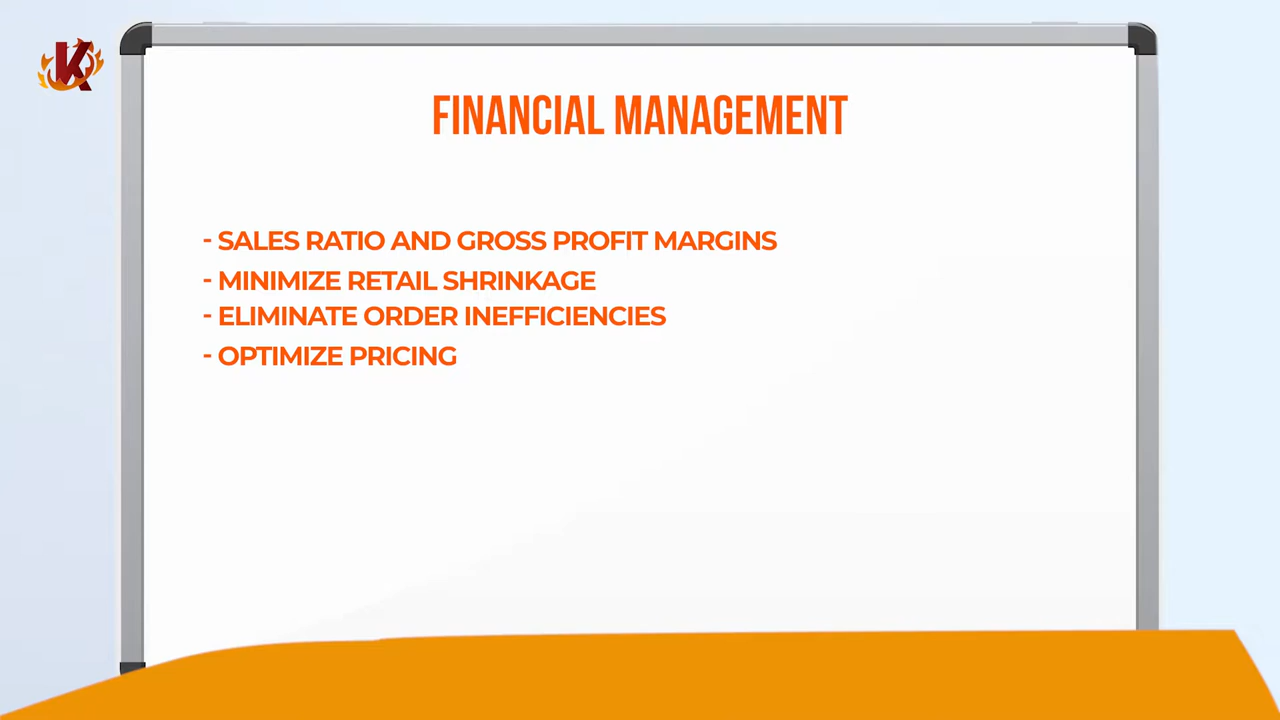 K
FINANCIAL MANAGEMENT
- SALES RATIO AND GROSS PROFIT MARGINS
- MINIMIZE RETAIL SHRINKAGE
- ELIMINATE ORDER INEFFICIENCIES
- OPTIMIZE PRICING